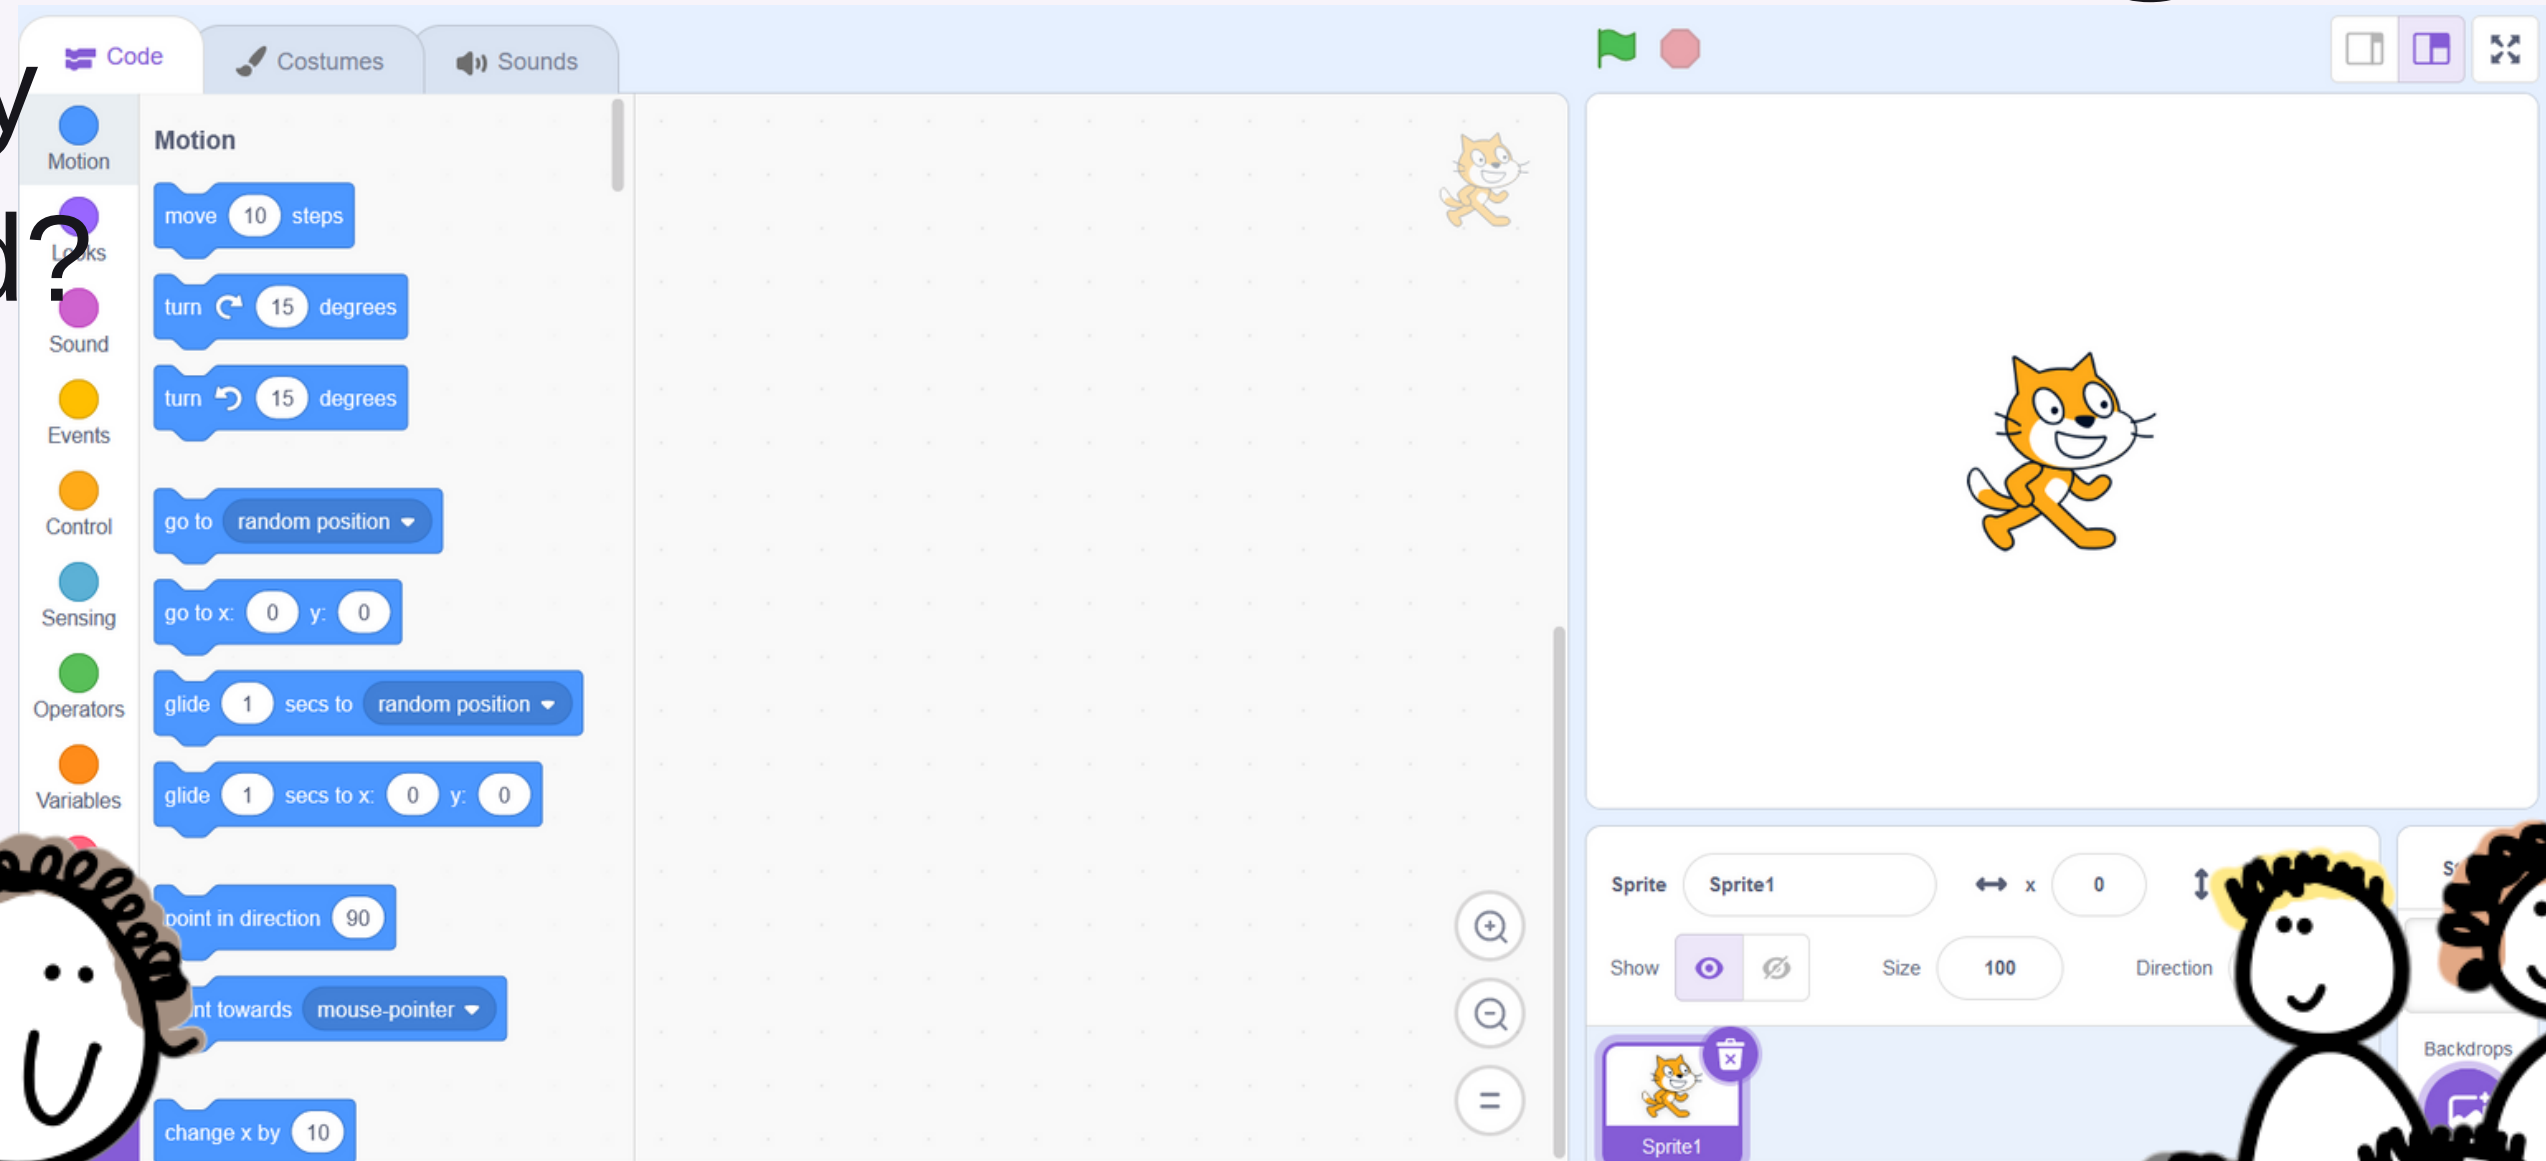 Code
Costumes
Sounds
Motion
Looks
Sound
Events
Control
Sensing
Operators
Variables
Motion
move 10 steps
turn 15 degrees
turn 15 degrees
go to random position
go to x: 0 y: 0
glide 1 secs to random position
glide 1 secs to x: 0 y: 0
point in direction 90
towards mouse-pointer
change x by 10
Sprite Sprite1 x 0
Show Size 100 Direction
Sprite1
Backdrops